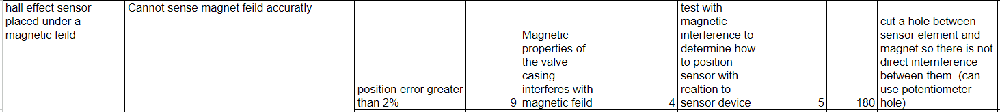 hall effect sensor
placed under a
magnetic feild
Cannot sense magnet feild accuratly
position error greater
than 2%
9
Magnetic
properties of
the valve
casing
interferes with
magnetic feild
4
test with
magnetic
interference to
determine how
to position
sensor with
realtion to
sensor device
5
180
cut a hole between
sensor element and
magnet so there is not
direct internference
between them. (can
use potentiometer
hole)